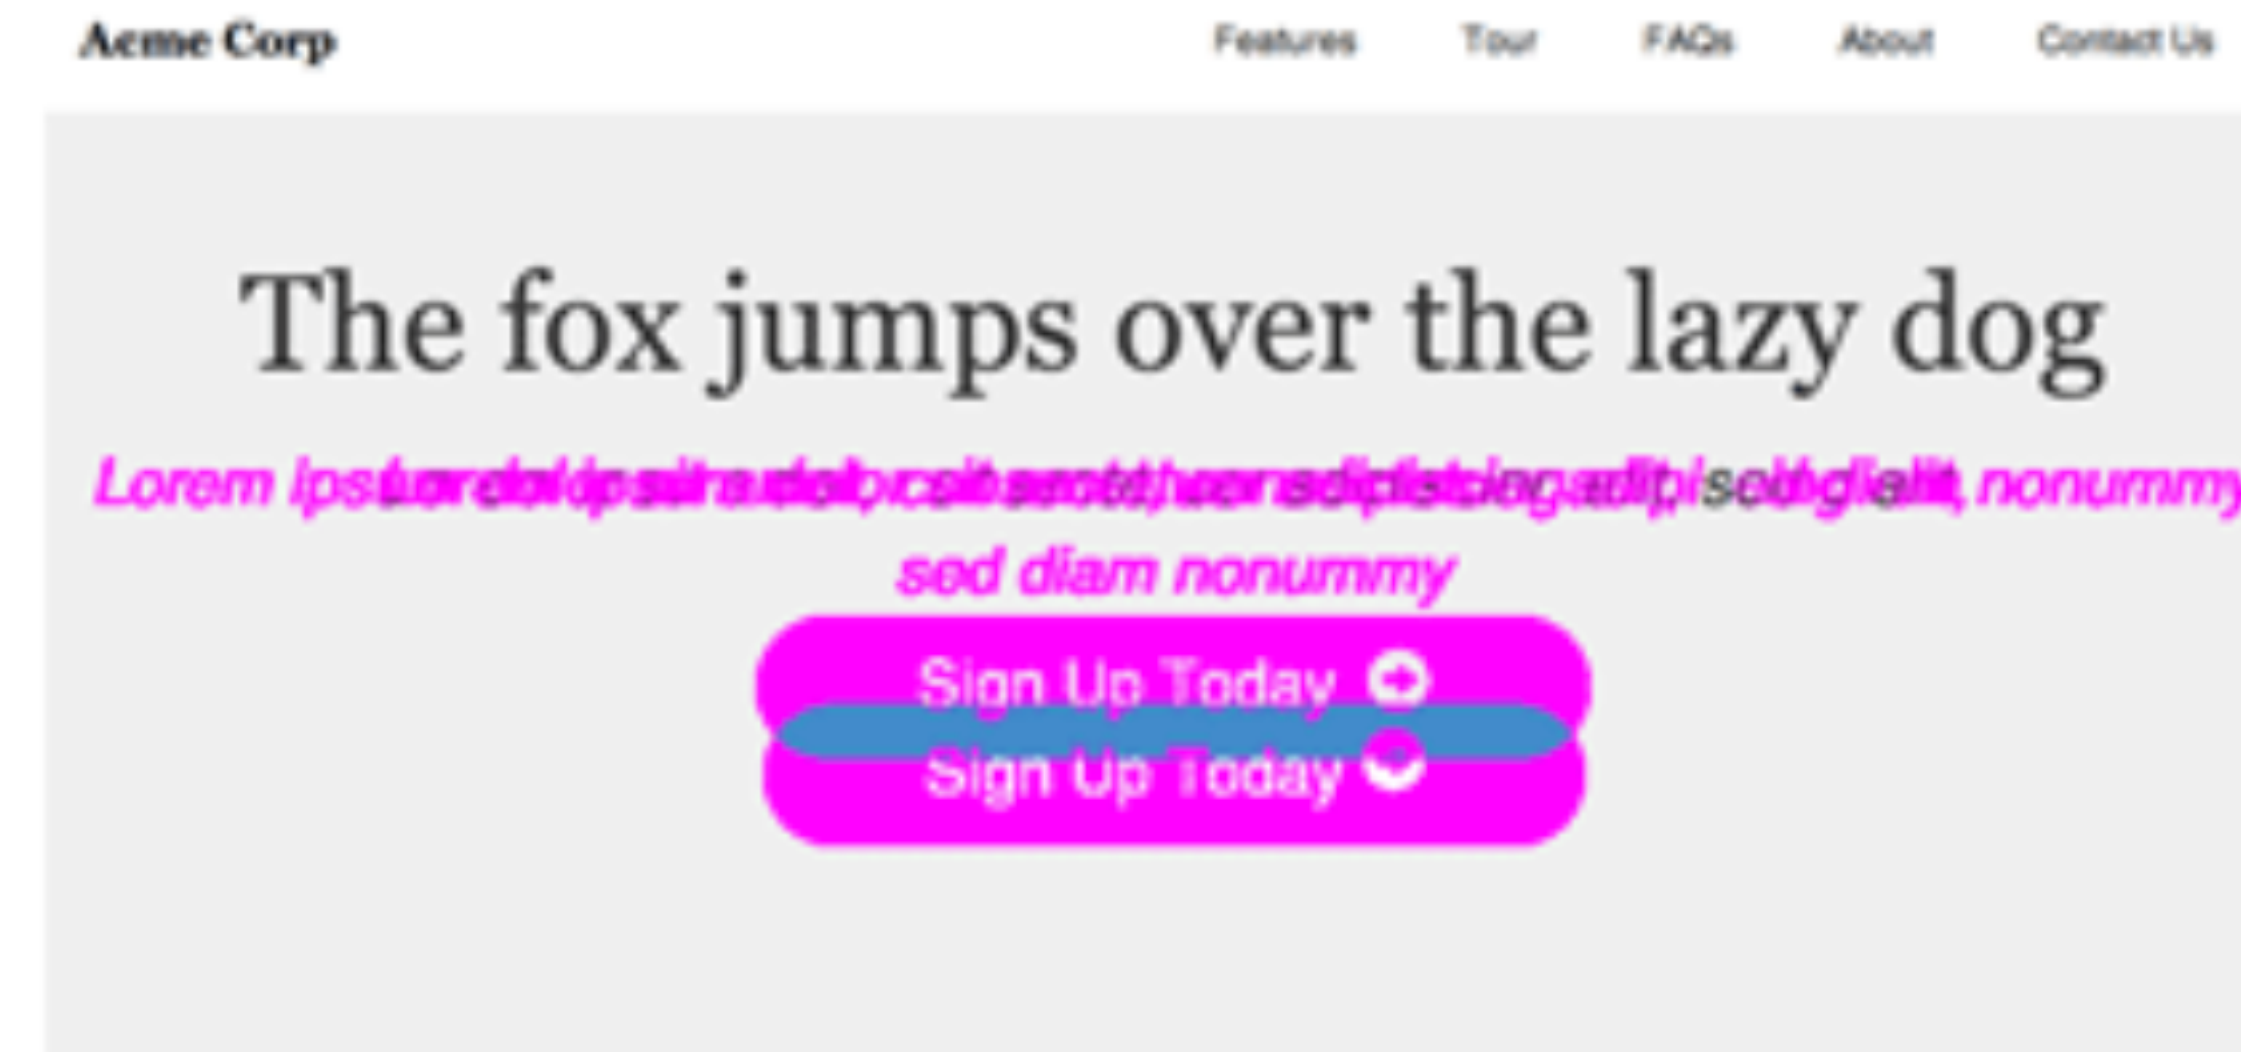 Acme Corp Features Tour FAQs About Contact Us
The fox jumps over the lazy dog
Lorem nonummy
sed diam nonummy
Sign Up Today
Sign Up Today